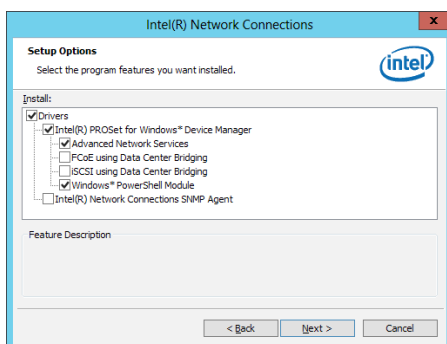 Intel(R) Network Connections
x
Setup Options
Select the program features you want installed.
intel
Install:
Drivers
Intel(R) PROSet for Windows* Device Manager
Advanced Network Services
FCoE using Data Center Bridging
iSCSI using Data Center Bridging
Windows* PowerShell Module
Intel(R) Network Connections SNMP Agent
Feature Description
< Back
Next >
Cancel